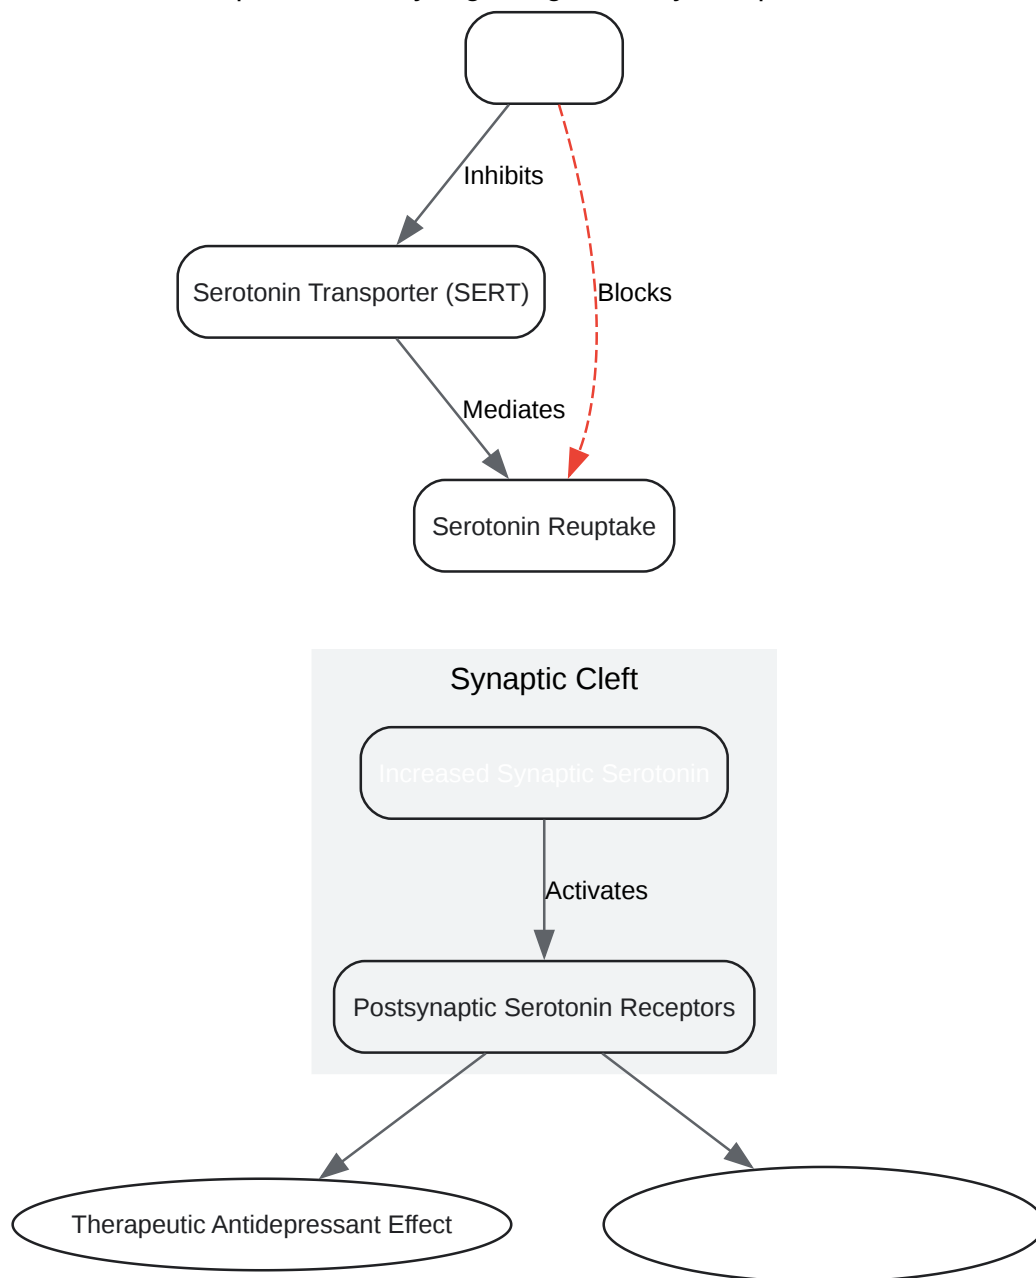 Inhibits
Serotonin Transporter (SERT)
Blocks
Mediates
Serotonin Reuptake
Synaptic Cleft
Increased Synaptic Serotonin
Activates
Postsynaptic Serotonin Receptors
Therapeutic Antidepressant Effect